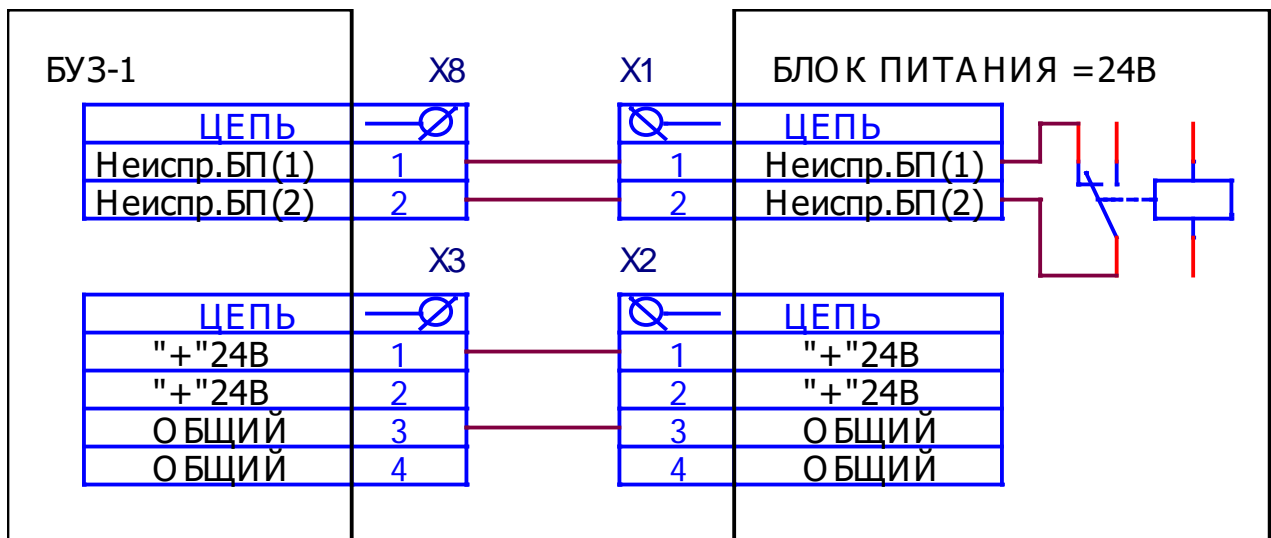 БУЗ-1 X8 X1 БЛОК ПИТАНИЯ =24В
ЦЕПЬ ЦЕПЬ
Неиспр.БП(1) 1 1 Неиспр.БП(1)
Неиспр.БП(2) 2 2 Неиспр.БП(2)
X3 X2
ЦЕПЬ ЦЕПЬ
"+"24В 1 1 "+"24В
"+"24В 2 2 "+"24В
ОБЩИЙ 3 3 ОБЩИЙ
ОБЩИЙ 4 4 ОБЩИЙ